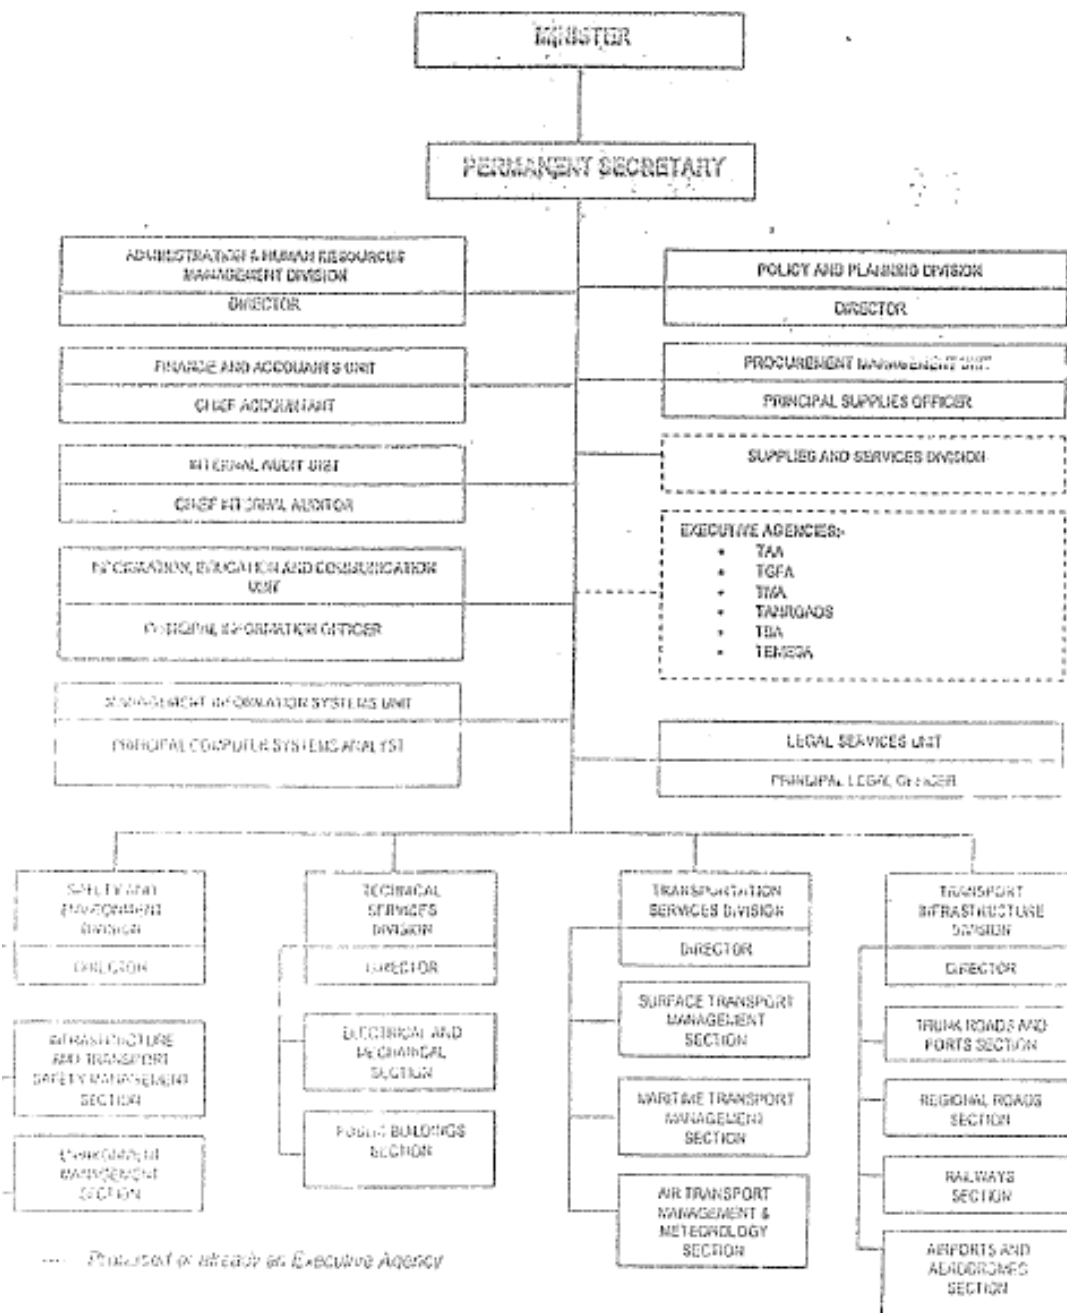 MINISTER
PERMANENT SECRETARY
ADMINISTRATION & HUMAN RESOURCES
MANAGEMENT DIVISION
DIRECTOR
FINANCE AND ACCOUNTS UNIT
CHIEF ACCOUNTANT
INTERNAL AUDIT UNIT
CHIEF INTERNAL AUDITOR
INFORMATION, EDUCATION AND COMMUNICATION
UNIT
PRINCIPAL INFORMATION OFFICER
MANAGEMENT INFORMATION SYSTEMS UNIT
PRINCIPAL COMPUTER SYSTEMS ANALYST
POLICY AND PLANNING DIVISION
DIRECTOR
PROCUREMENT MANAGEMENT UNIT
PRINCIPAL SUPPLIES OFFICER
SUPPLIES AND SERVICES DIVISION
EXECUTIVE AGENCIES:-
• TAA
• TGFA
• TMA
• TANROADS
• TBA
• TEMESA
LEGAL SERVICES UNIT
PRINCIPAL LEGAL OFFICER
SAFETY AND
ENVIRONMENT
DIVISION
DIRECTOR
INFRASTRUCTURE
AND TRANSPORT
SAFETY MANAGEMENT
SECTION
ENVIRONMENT
MANAGEMENT
SECTION
TECHNICAL
SERVICES
DIVISION
DIRECTOR
ELECTRICAL AND
MECHANICAL
SECTION
PUBLIC BUILDINGS
SECTION
TRANSPORTATION
SERVICES DIVISION
DIRECTOR
SURFACE TRANSPORT
MANAGEMENT
SECTION
MARITIME TRANSPORT
MANAGEMENT
SECTION
AIR TRANSPORT
MANAGEMENT &
METEOROLOGY
SECTION
TRANSPORT
INFRASTRUCTURE
DIVISION
DIRECTOR
TRUNK ROADS AND
PORTS SECTION
REGIONAL ROADS
SECTION
RAILWAYS
SECTION
AIRPORTS AND
AERODROMES
SECTION
---- Proposed or already an Executive Agency